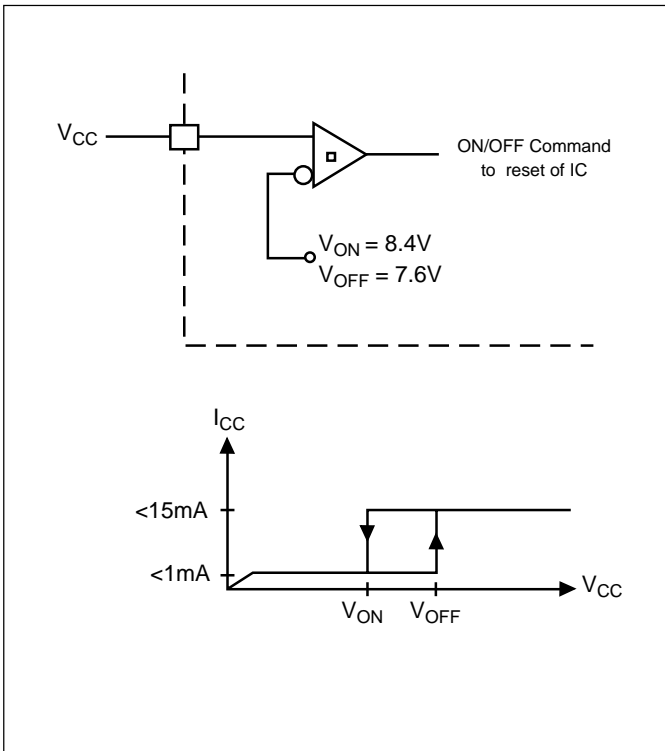 V_CC
ON/OFF Command
to reset of IC
V_ON = 8.4V
V_OFF = 7.6V
I_CC
<15mA
<1mA
V_CC
V_ON
V_OFF